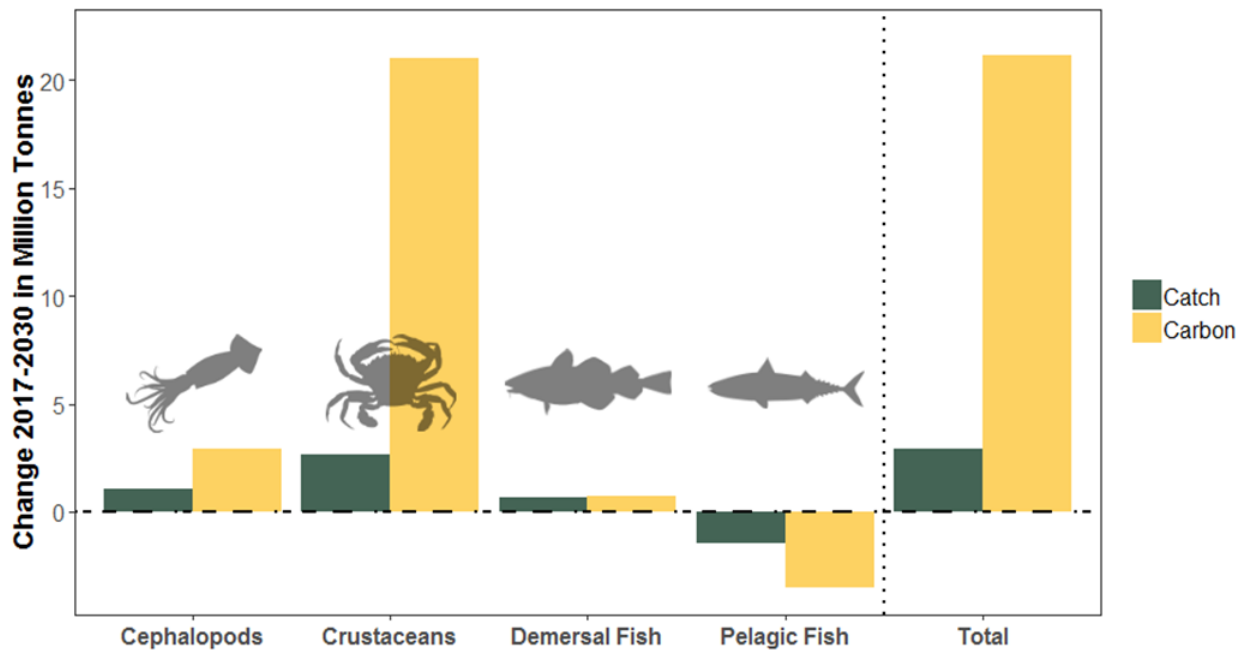 Change 2017-2030 in Million Tonnes
20
15
10
5
0
Cephalopods
Crustaceans
Demersal Fish
Pelagic Fish
Total
Catch
Carbon